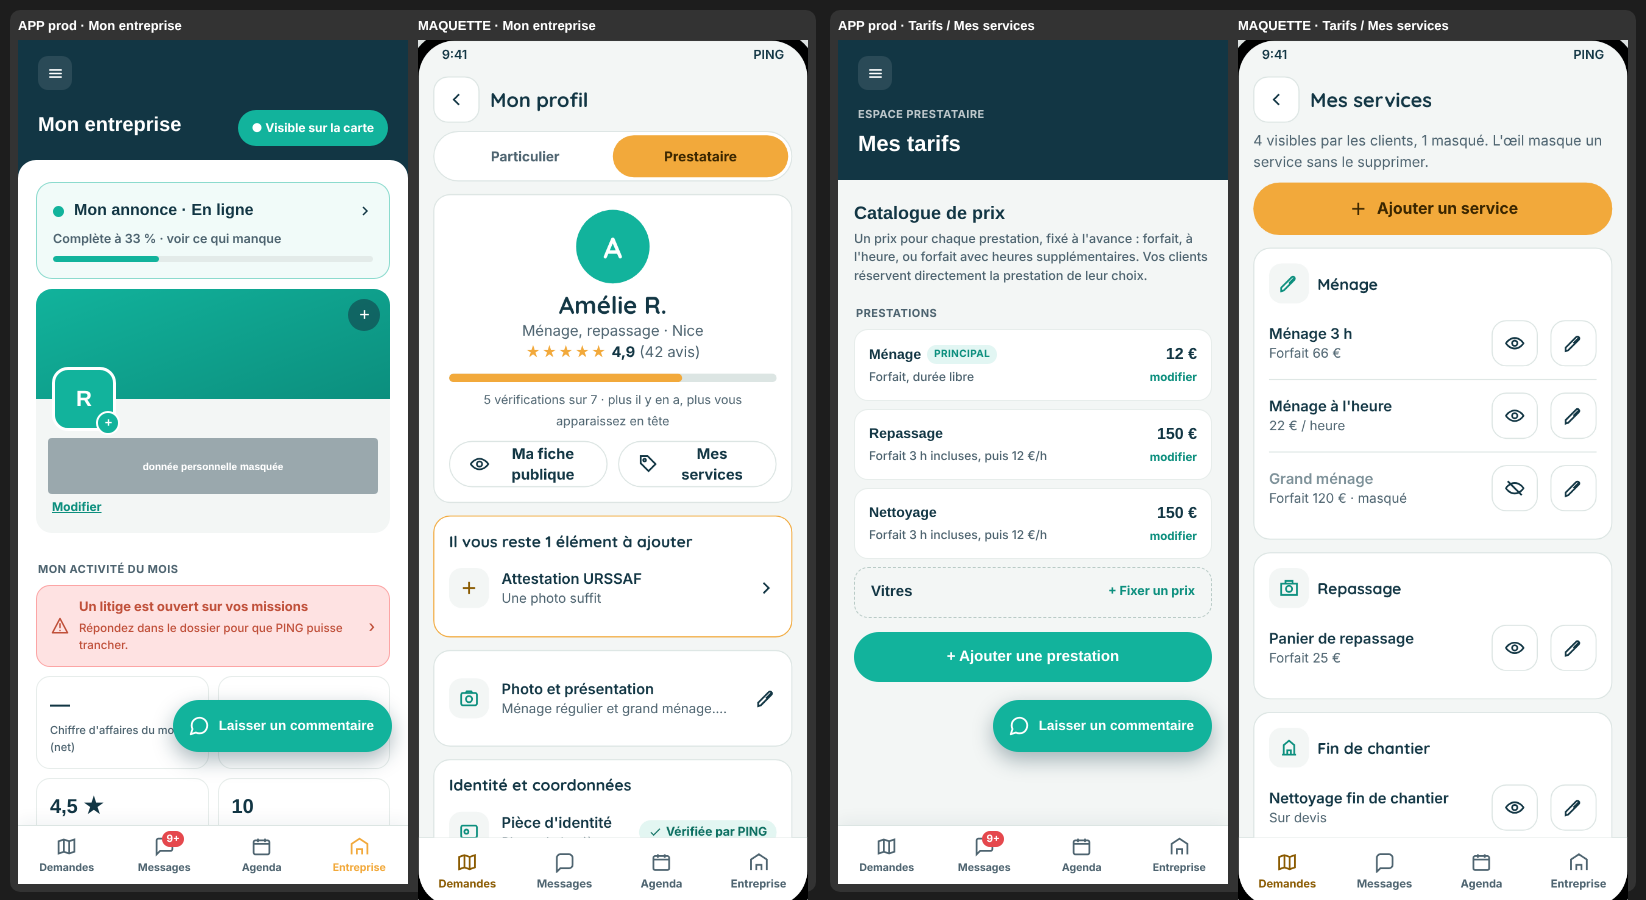 APP prod · Mon entreprise
Mon entreprise
Visible sur la carte
Mon annonce · En ligne
Complète à 33 % · voir ce qui manque
+
R
+
donnée personnelle masquée
Modifier
MON ACTIVITÉ DU MOIS
Un litige est ouvert sur vos missions
Répondez dans le dossier pour que PING puisse
trancher.
—
Chiffre d'affaires du mo
(net)
Laisser un commentaire
4,5 ★
10
Demandes
9+
Messages
Agenda
Entreprise
MAQUETTE · Mon entreprise
9:41
PING
Mon profil
Particulier
Prestataire
A
Amélie R.
Ménage, repassage · Nice
★★★★★ 4,9 (42 avis)
5 vérifications sur 7 · plus il y en a, plus vous
apparaissez en tête
Ma fiche
publique
Mes
services
Il vous reste 1 élément à ajouter
Attestation URSSAF
Une photo suffit
Photo et présentation
Ménage régulier et grand ménage....
Identité et coordonnées
Pièce d'identité
Vérifiée par PING
Demandes
Messages
Agenda
Entreprise
APP prod · Tarifs / Mes services
ESPACE PRESTATAIRE
Mes tarifs
Catalogue de prix
Un prix pour chaque prestation, fixé à l'avance : forfait, à
l'heure, ou forfait avec heures supplémentaires. Vos clients
réservent directement la prestation de leur choix.
PRESTATIONS
Ménage
PRINCIPAL
12 €
Forfait, durée libre
modifier
Repassage
150 €
Forfait 3 h incluses, puis 12 €/h
modifier
Nettoyage
150 €
Forfait 3 h incluses, puis 12 €/h
modifier
Vitres
+ Fixer un prix
+ Ajouter une prestation
Laisser un commentaire
Demandes
9+
Messages
Agenda
Entreprise
MAQUETTE · Tarifs / Mes services
9:41
PING
Mes services
4 visibles par les clients, 1 masqué. L'œil masque un
service sans le supprimer.
+ Ajouter un service
Ménage
Ménage 3 h
Forfait 66 €
Ménage à l'heure
22 € / heure
Grand ménage
Forfait 120 € · masqué
Repassage
Panier de repassage
Forfait 25 €
Fin de chantier
Nettoyage fin de chantier
Sur devis
Demandes
Messages
Agenda
Entreprise